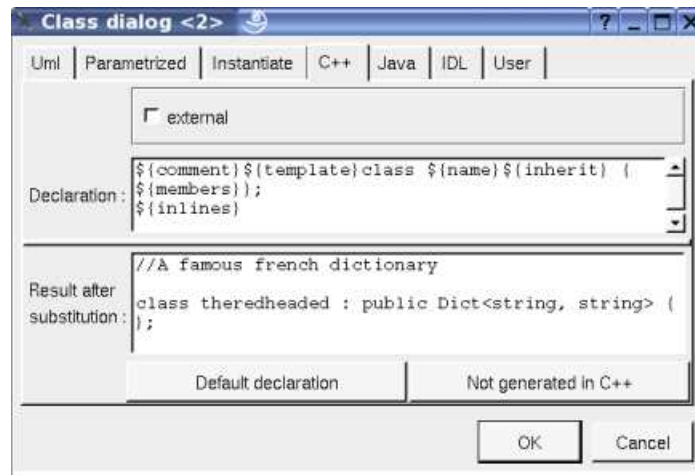 Class dialog <2>
Uml Parametrized Instantiate C++ Java IDL User
external
Declaration :
${comment}${template}class ${name}${inherit} {
${members}};
${inlines}
Result after
substitution :
//A famous french dictionary
class theredheaded : public Dict<string, string> {
};
Default declaration Not generated in C++
OK Cancel